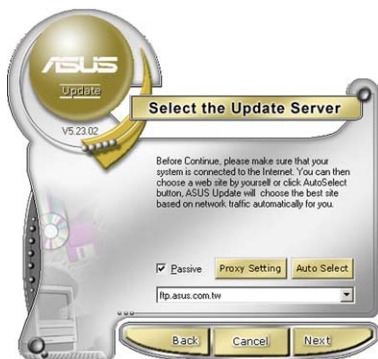 ASUS
Update
V5.23.02
Select the Update Server
Before Continue, please make sure that your
system is connected to the Internet. You can then
choose a web site by yourself or click AutoSelect
button, ASUS Update will choose the best site
based on network traffic automatically for you.
Passive
Proxy Setting
Auto Select
ftp.asus.com.tw
Back
Cancel
Next